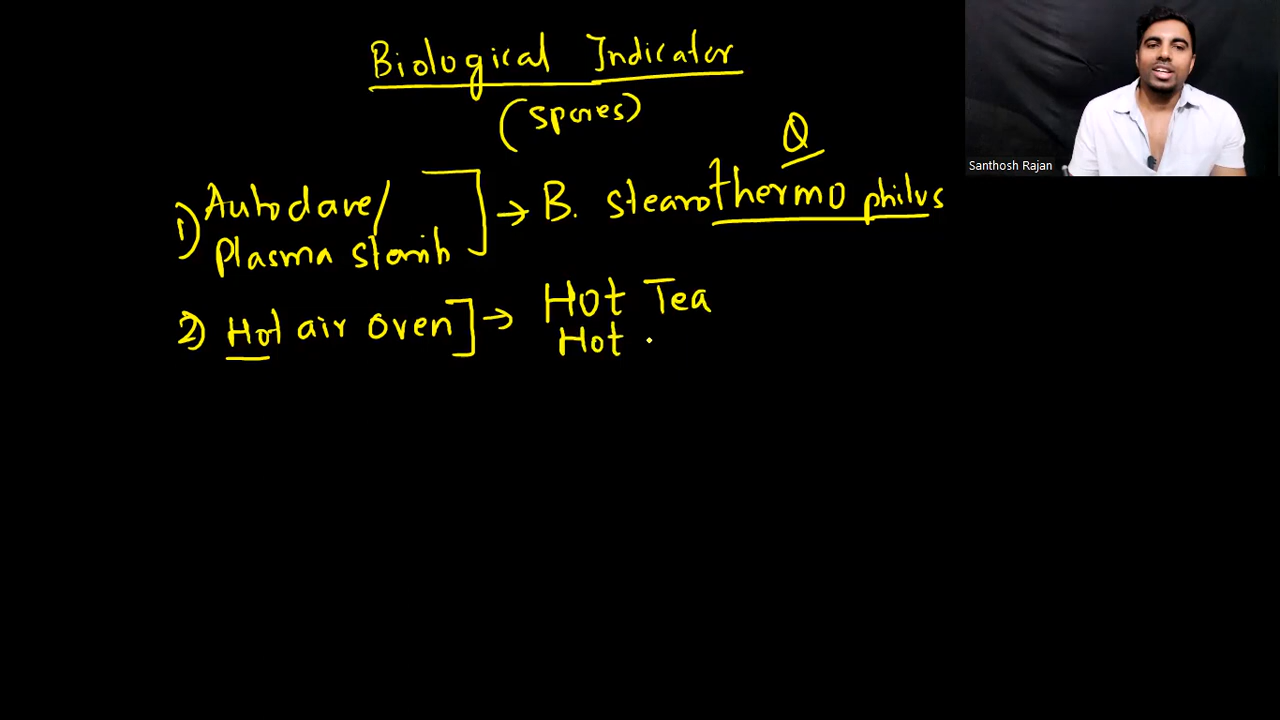 Biological Indicator
(spores)
Q
1) Autoclave/
Plasma sterili
→ B. stearothermophilus
2) Hot air oven → Hot Tea
Hot
Santhosh Rajan